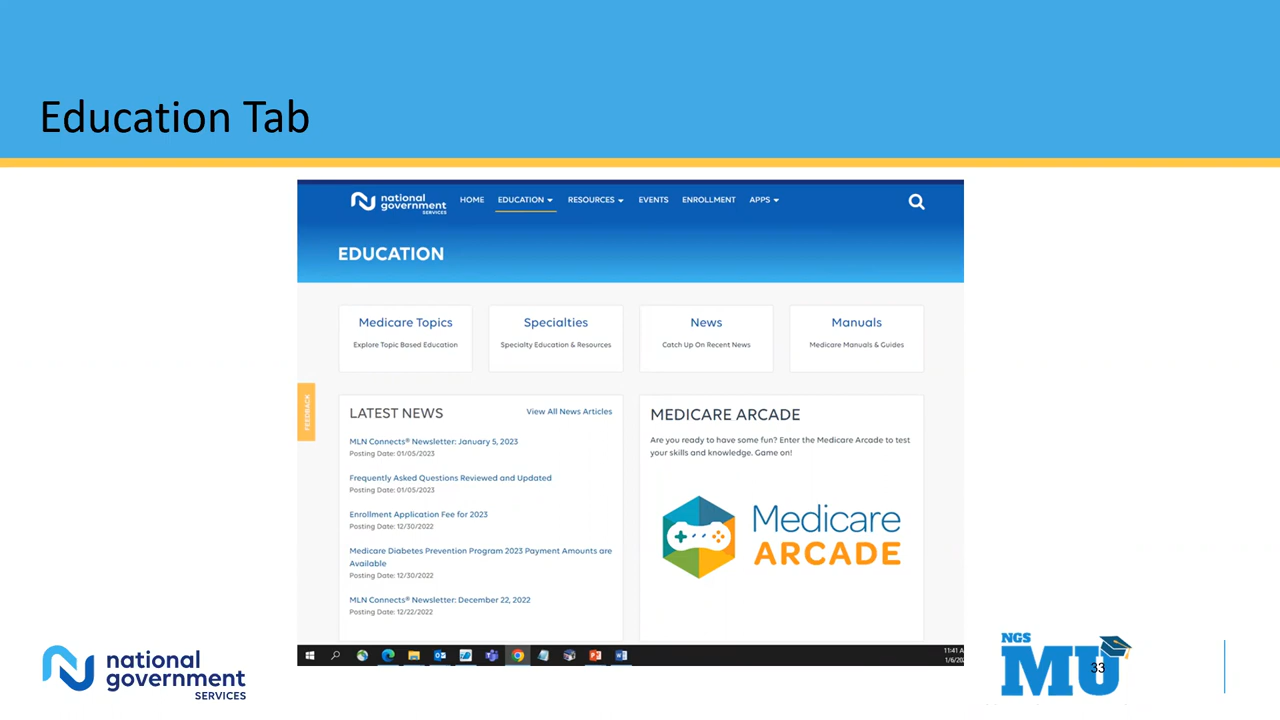 Education Tab
national
government
SERVICES
HOME EDUCATION RESOURCES EVENTS ENROLLMENT APPS
EDUCATION
Medicare Topics
Explore Topic Based Education
Specialties
Specialty Education & Resources
News
Catch Up On Recent News
Manuals
Medicare Manuals & Guides
FEEDBACK
LATEST NEWS
View All News Articles
MLN Connects® Newsletter: January 5, 2023
Posting Date: 01/05/2023
Frequently Asked Questions Reviewed and Updated
Posting Date: 01/05/2023
Enrollment Application Fee for 2023
Posting Date: 12/30/2022
Medicare Diabetes Prevention Program 2023 Payment Amounts are
Available
Posting Date: 12/30/2022
MLN Connects® Newsletter: December 22, 2022
Posting Date: 12/22/2022
MEDICARE ARCADE
Are you ready to have some fun? Enter the Medicare Arcade to test
your skills and knowledge. Game on!
Medicare
ARCADE
11:41 A
1/6/20
national
government
SERVICES
NGS
MU
33